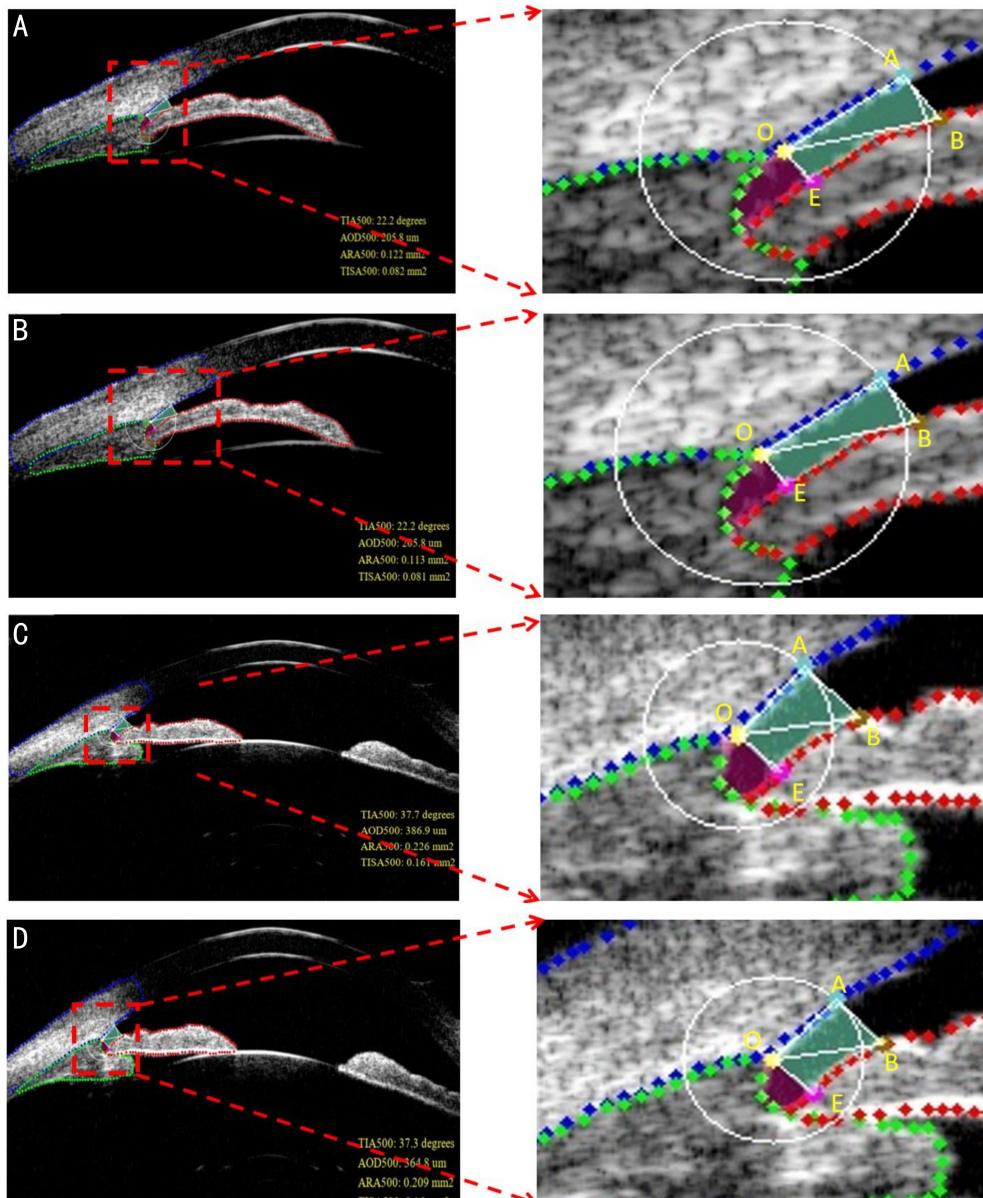 A
TIA500: 22.2 degrees
AOD500: 205.8 um
ARA500: 0.122 mm2
TISA500: 0.082 mm2
A
O
B
E
B
TIA500: 22.2 degrees
AOD500: 205.8 um
ARA500: 0.113 mm2
TISA500: 0.081 mm2
A
O
B
E
C
TIA500: 37.7 degrees
AOD500: 386.9 um
ARA500: 0.226 mm2
TISA500: 0.161 mm2
A
O
B
E
D
TIA500: 37.3 degrees
AOD500: 364.8 um
ARA500: 0.209 mm2
A
O
B
E